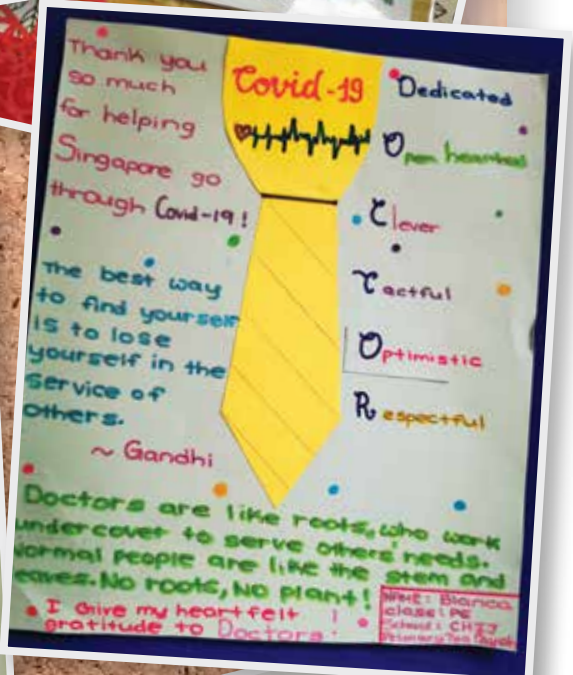 Thank you
so much
for helping
Singapore go
through Covid-19!
The best way
to find yourself
is to lose
yourself in the
service of
others.
~ Gandhi
Covid-19
Dedicated
Open hearted
Clever
Tactful
Optimistic
Respectful
Doctors are like roots, who work
undercover to serve others' needs.
Normal people are like the stem and
leaves. No roots, No plant!
I give my heartfelt
gratitude to Doctors!
Name: Bianca
class: P6
School: CHIJ
Primary Toa Payoh